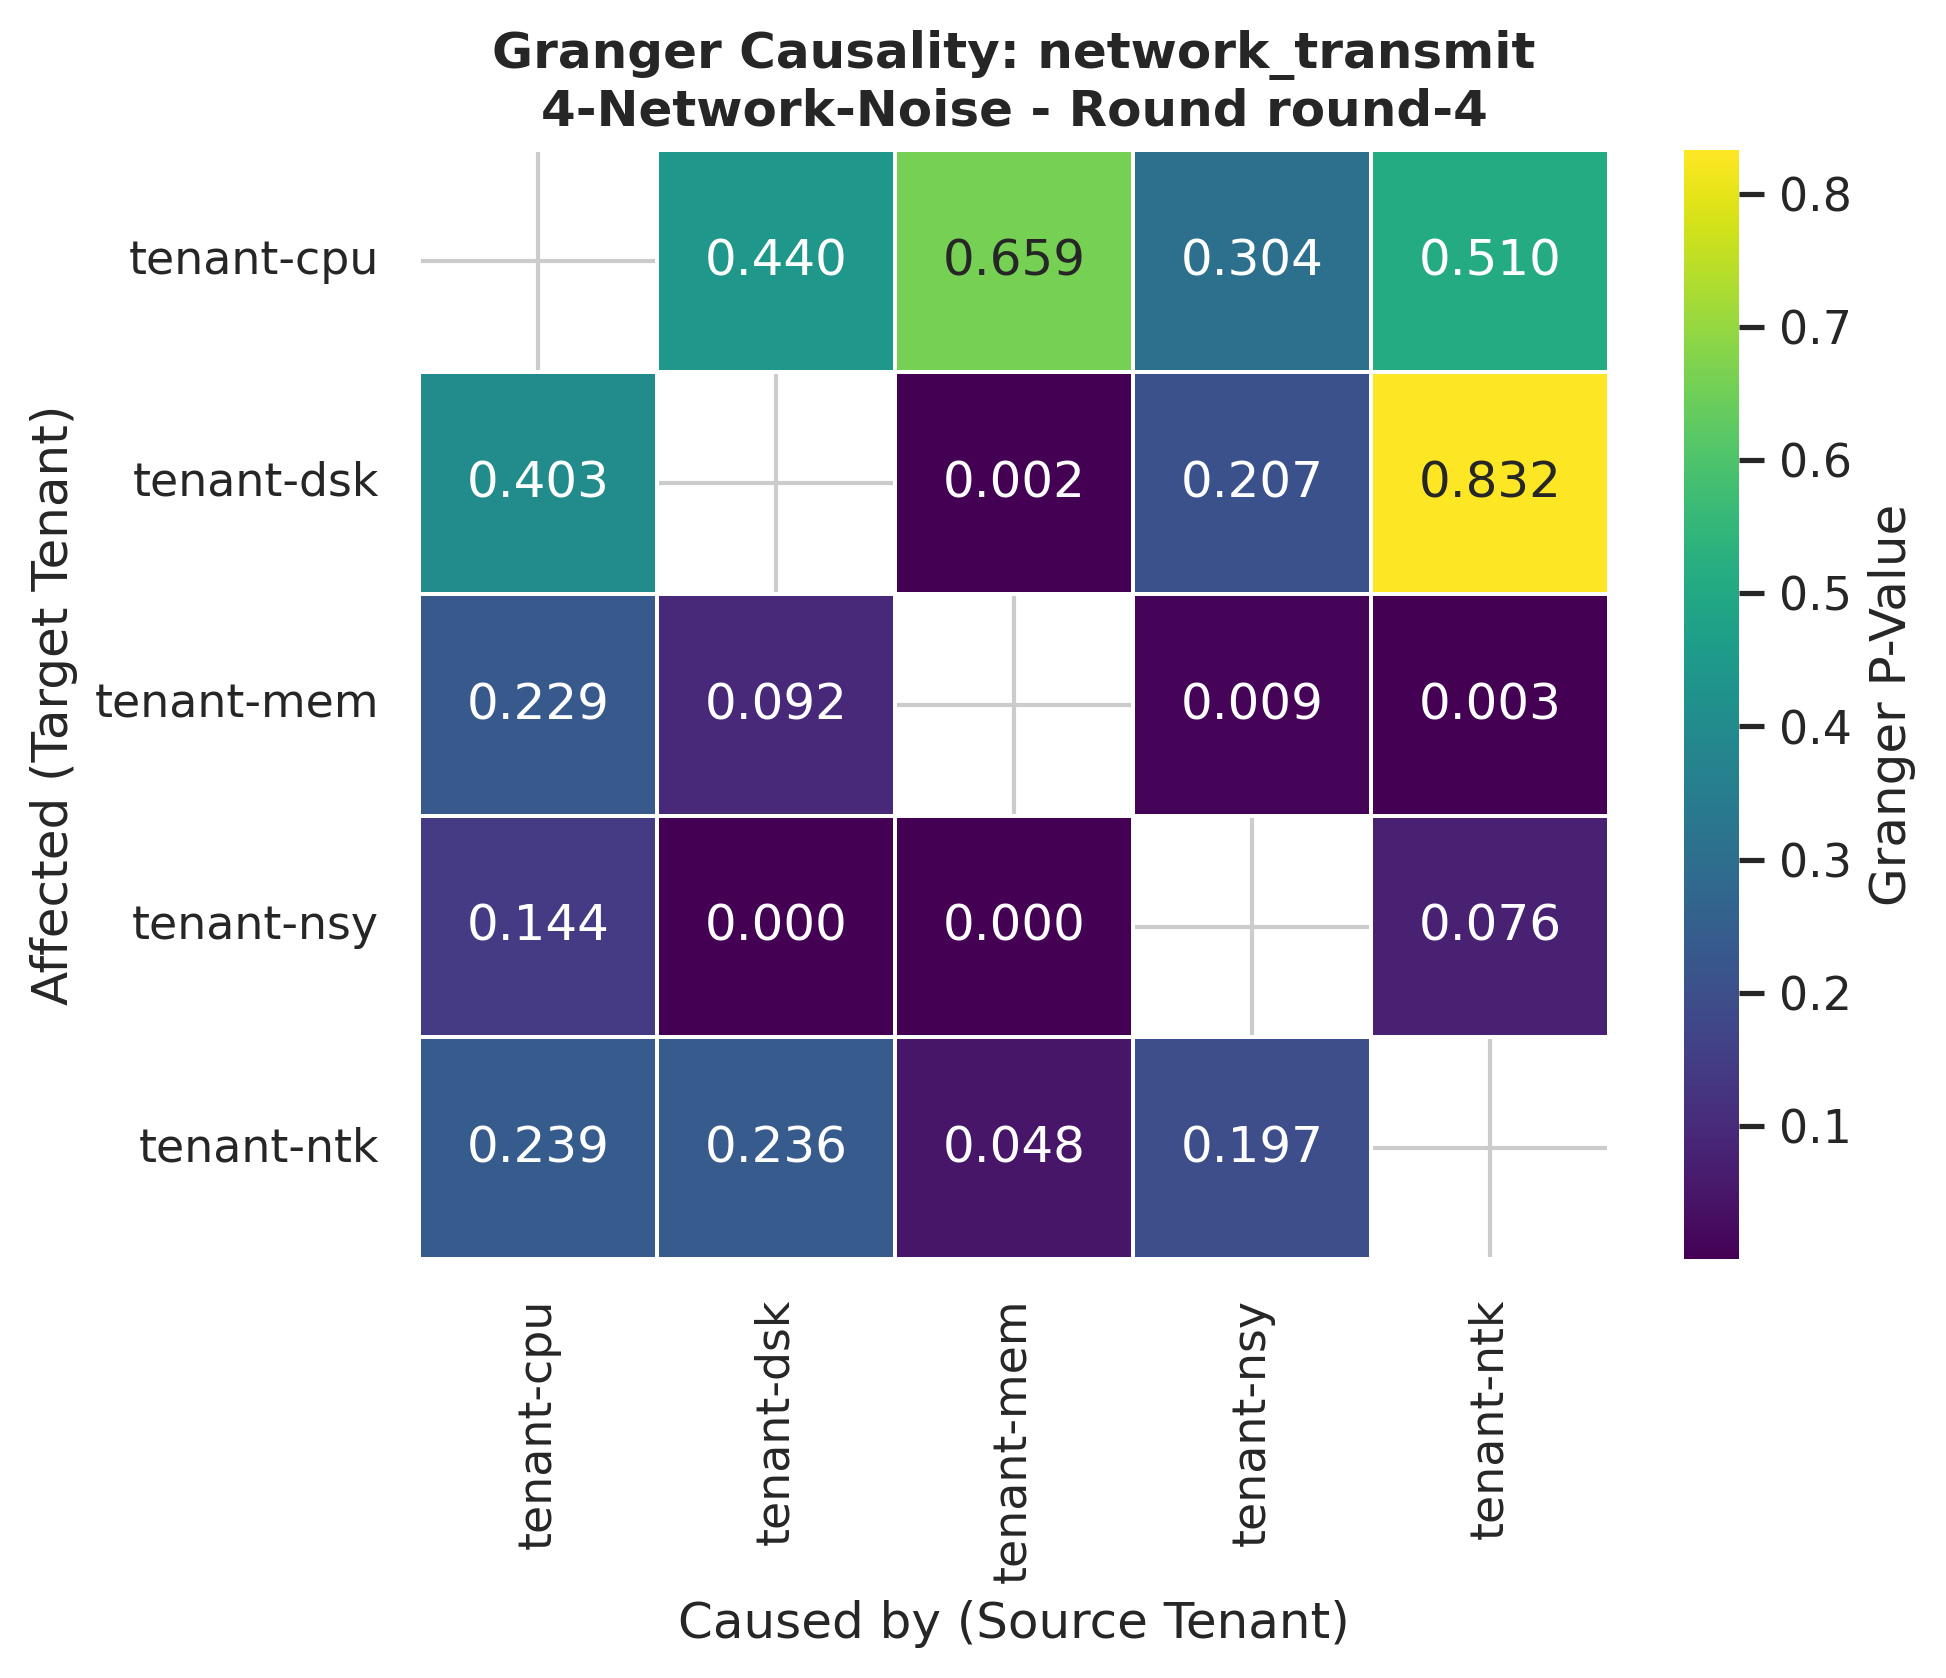 Granger Causality: network_transmit
4-Network-Noise - Round round-4
Affected (Target Tenant)
tenant-cpu
0.440
0.659
0.304
0.510
tenant-dsk
0.403
0.002
0.207
0.832
tenant-mem
0.229
0.092
0.009
0.003
tenant-nsy
0.144
0.000
0.000
0.076
tenant-ntk
0.239
0.236
0.048
0.197
tenant-cpu
tenant-dsk
tenant-mem
tenant-nsy
tenant-ntk
Caused by (Source Tenant)
0.8
0.7
0.6
0.5
0.4
0.3
0.2
0.1
Granger P-Value